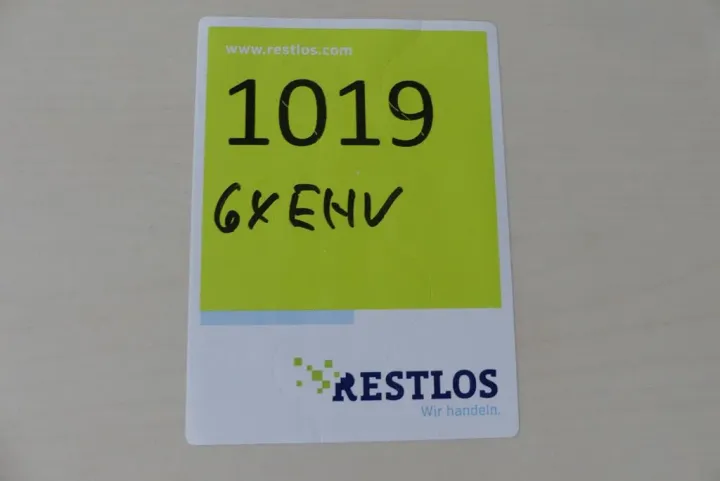 www.restlos.com
1019
6XEHV
RESTLOS
Wir handeln.